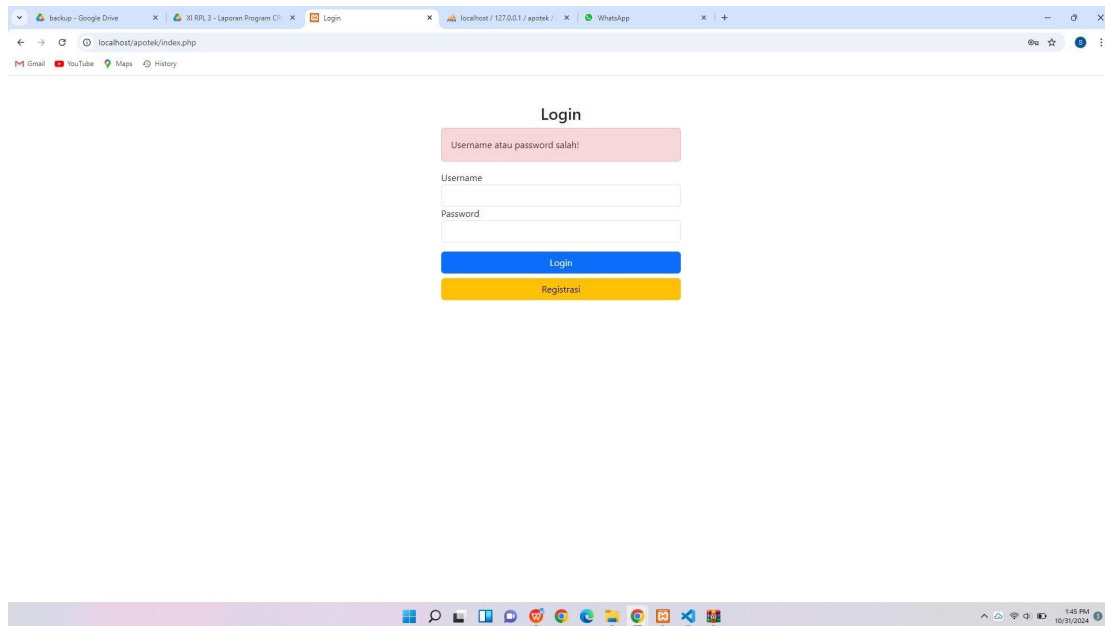 backup - Google Drive
XI RPL 3 - Laporan Program CR
Login
localhost / 127.0.0.1 / apotek /
WhatsApp
localhost/apotek/index.php
S
Gmail
YouTube
Maps
History
Login
Username atau password salah!
Username
Password
Login
Registrasi
1:45 PM
10/31/2024